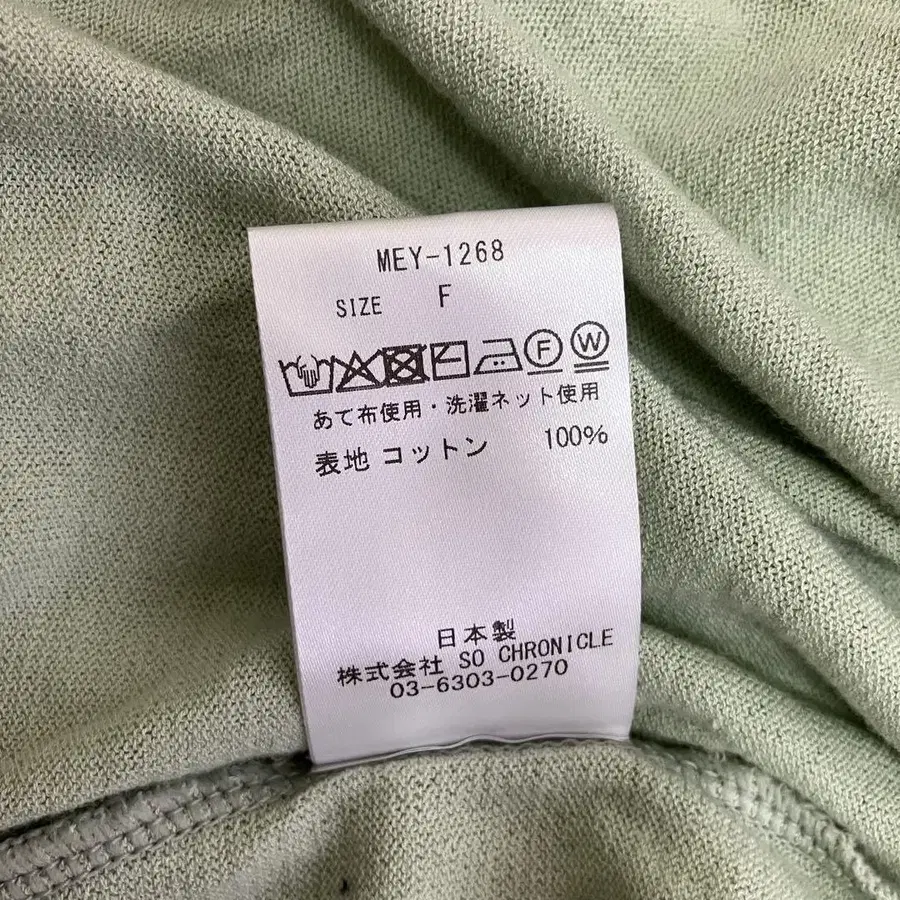 MEY-1268
SIZE F
F W
あて布使用・洗濯ネット使用
表地 コットン 100%
日本製
株式会社 SO CHRONICLE
03-6303-0270